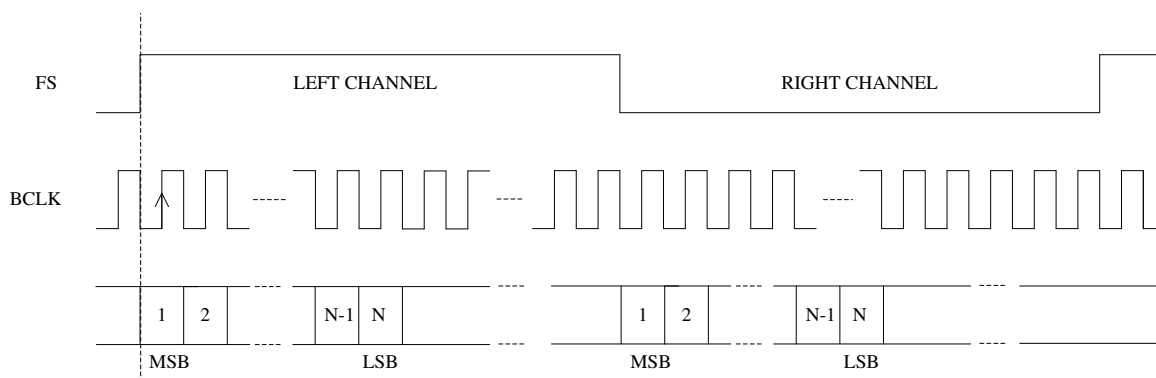 FS LEFT CHANNEL RIGHT CHANNEL
BCLK
1 2 N-1 N 1 2 N-1 N
MSB LSB MSB LSB